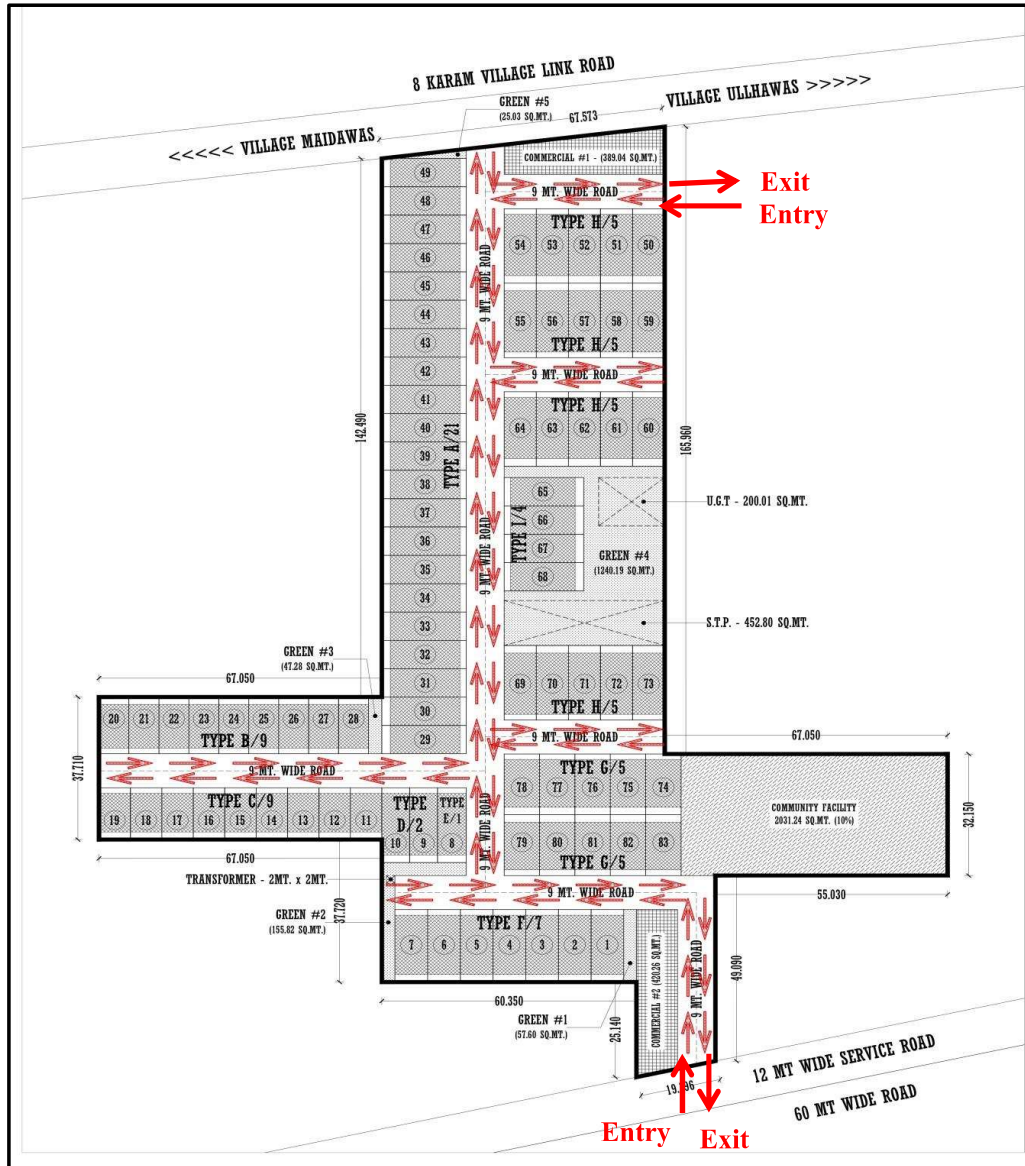 8 KARAM VILLAGE LINK ROAD
VILLAGE ULLHAWAS >>>>>
<<<<< VILLAGE MAIDAWAS
GREEN #5
(25.03 SQ.MT.)
67.573
COMMERCIAL #1 - (389.04 SQ.MT.)
Exit
Entry
9 MT. WIDE ROAD
TYPE H/5
54 53 52 51 50
55 56 57 58 59
TYPE H/5
9 MT. WIDE ROAD
TYPE H/5
64 63 62 61 60
49
48
47
46
45
44
43
42
41
40
39
38
37
36
35
34
33
32
31
30
29
TYPE A/21
142.490
9 MT. WIDE ROAD
9 MT. WIDE ROAD
165.960
65
66
67
68
TYPE I/4
U.G.T - 200.01 SQ.MT.
GREEN #4
(1240.19 SQ.MT.)
S.T.P. - 452.80 SQ.MT.
69 70 71 72 73
TYPE H/5
9 MT. WIDE ROAD
GREEN #3
(47.28 SQ.MT.)
67.050
20 21 22 23 24 25 26 27 28
TYPE B/9
37.710
9 MT. WIDE ROAD
TYPE C/9
19 18 17 16 15 14 13 12 11
TYPE
D/2
10 9
TYPE
E/1
8
67.050
9 MT. WIDE ROAD
TYPE G/5
78 77 76 75 74
79 80 81 82 83
TYPE G/5
67.050
COMMUNITY FACILITY
2031.24 SQ.MT. (10%)
32.150
55.030
TRANSFORMER - 2MT. x 2MT.
GREEN #2
(155.82 SQ.MT.)
37.720
9 MT. WIDE ROAD
TYPE F/7
7 6 5 4 3 2 1
60.350
GREEN #1
(57.60 SQ.MT.)
25.140
COMMERCIAL #2 (420.26 SQ.MT.)
9 MT. WIDE ROAD
49.090
12 MT WIDE SERVICE ROAD
60 MT WIDE ROAD
Entry
Exit